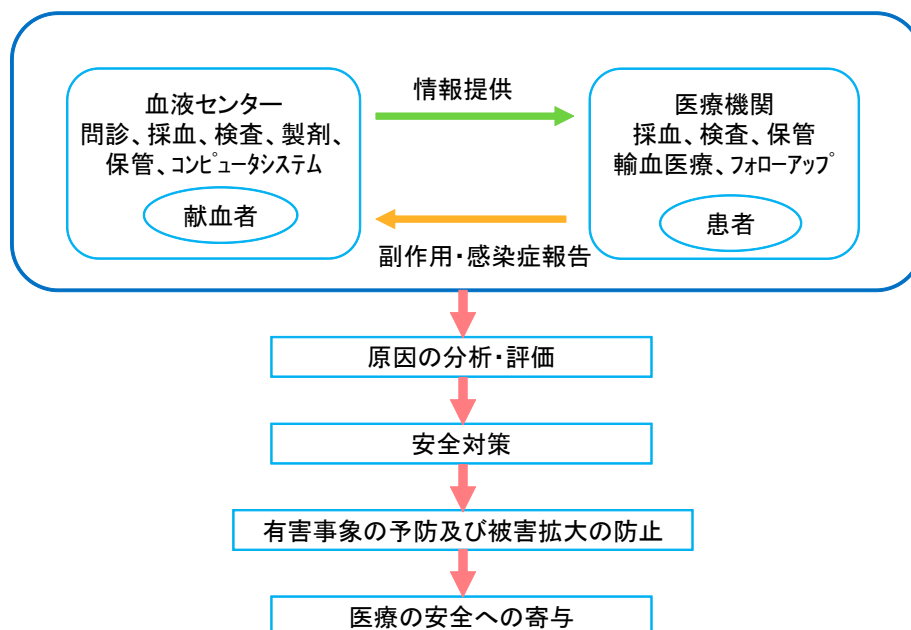 血液センター
問診、採血、検査、製剤、
保管、ｺﾝﾋﾟｭｰﾀｼｽﾃﾑ
献血者
情報提供
副作用・感染症報告
医療機関
採血、検査、保管
輸血医療、ﾌｫﾛｰｱｯﾌﾟ
患者
原因の分析・評価
安全対策
有害事象の予防及び被害拡大の防止
医療の安全への寄与